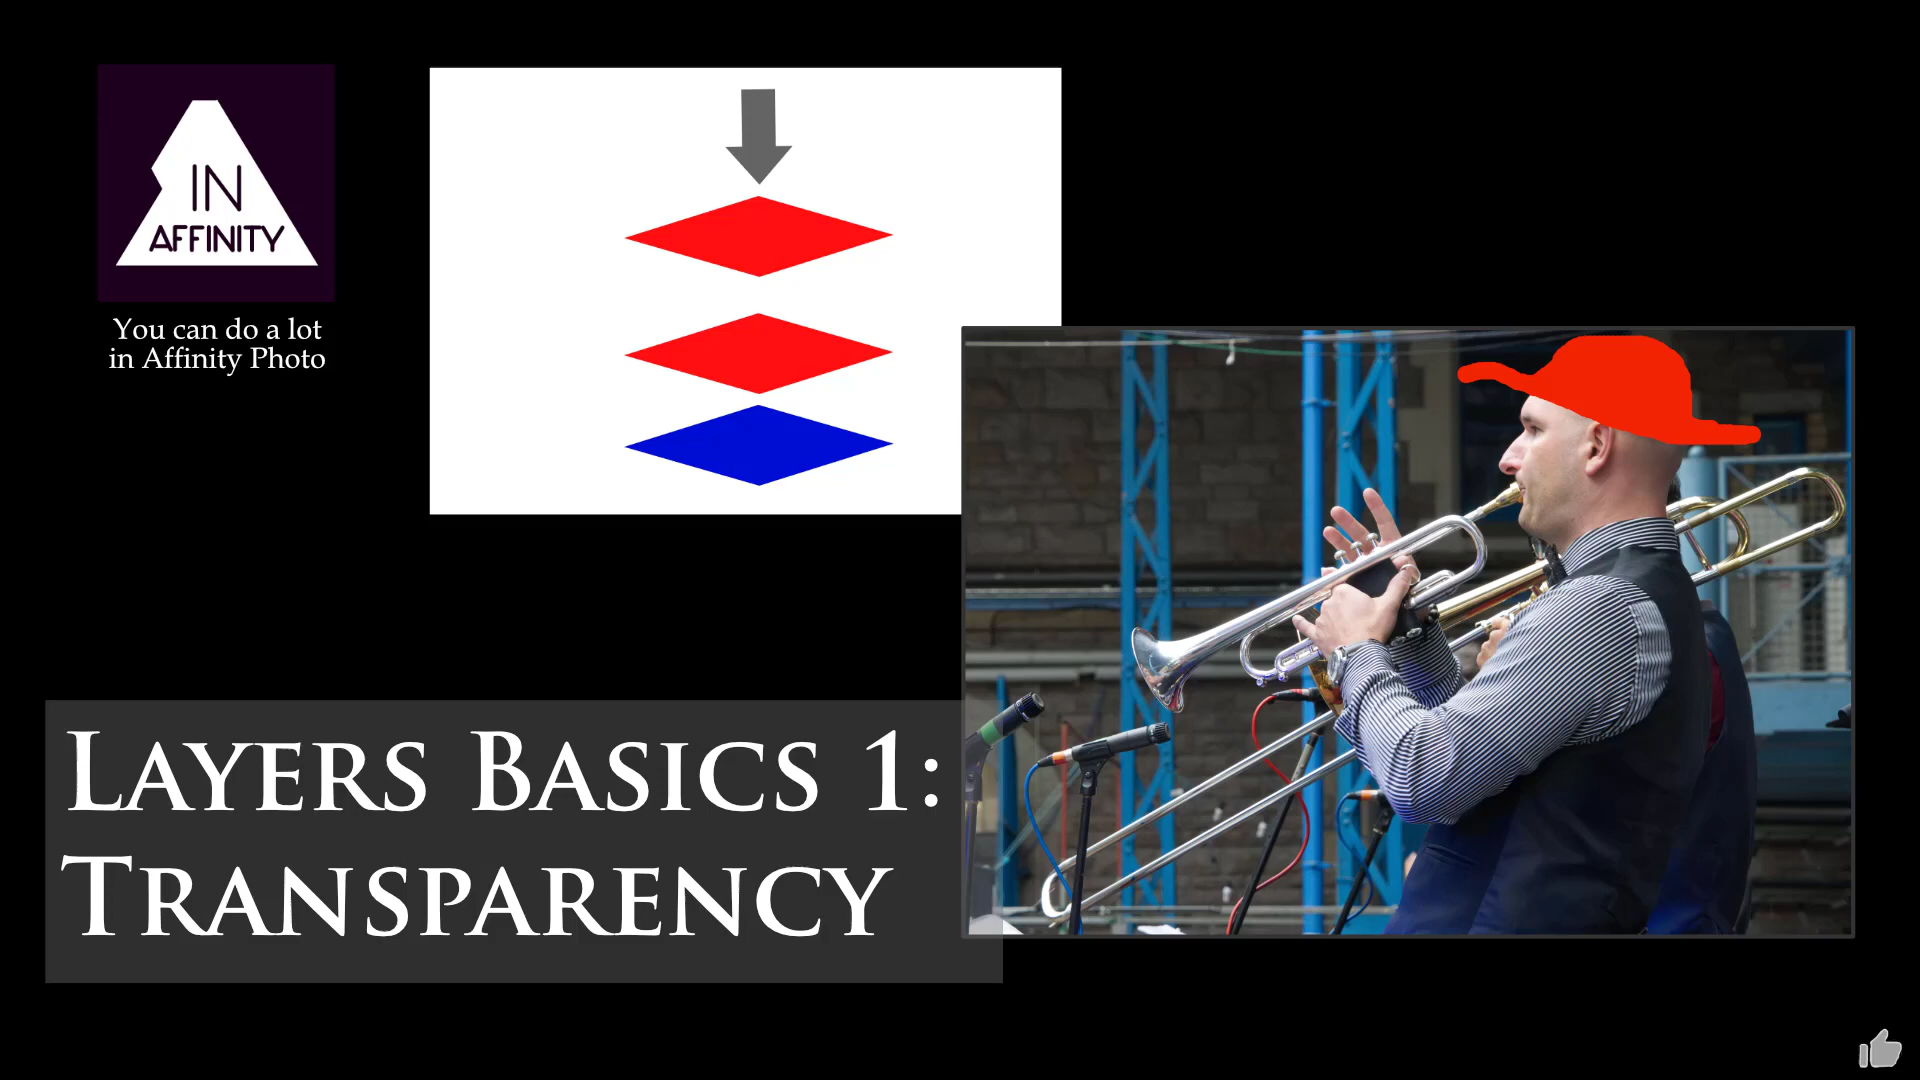 IN
AFFINITY
You can do a lot
in Affinity Photo
LAYERS BASICS 1:
TRANSPARENCY